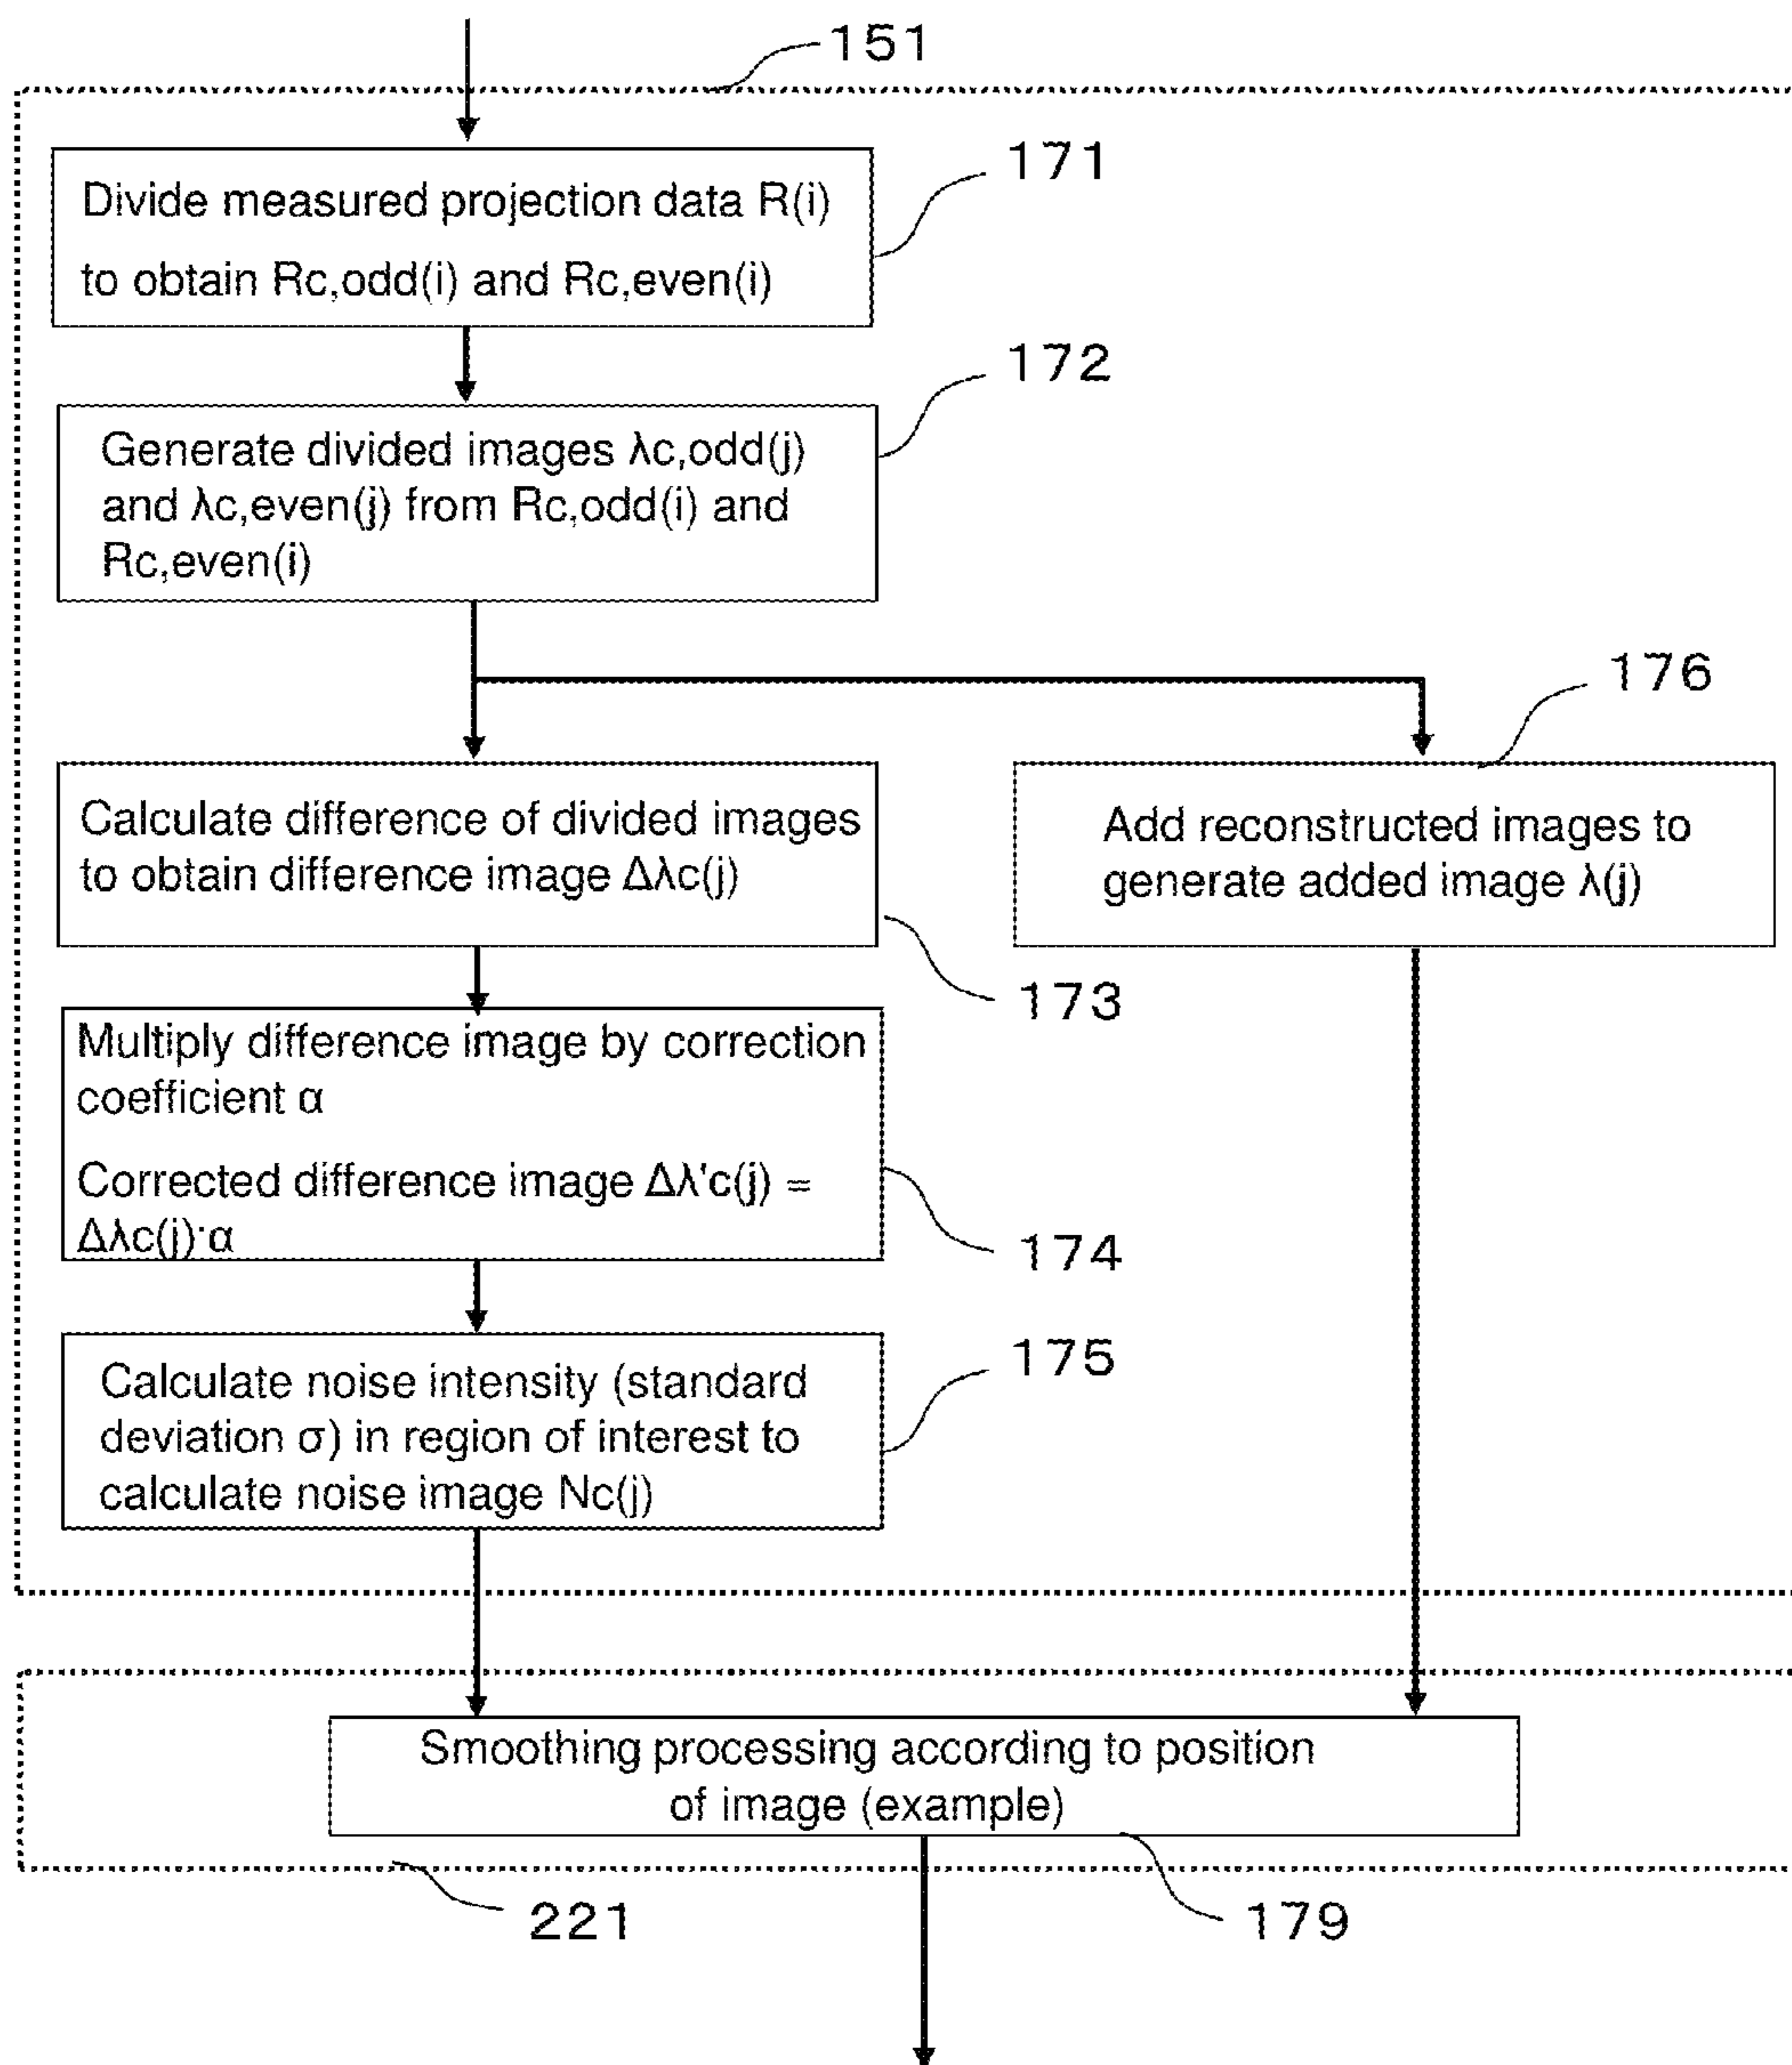 151
171
Divide measured projection data R(i)
to obtain Rc,odd(i) and Rc,even(i)
172
Generate divided images λc,odd(j)
and λc,even(j) from Rc,odd(i) and
Rc,even(i)
176
Calculate difference of divided images
to obtain difference image Δλc(j)
Add reconstructed images to
generate added image λ(j)
173
Multiply difference image by correction
coefficient α
Corrected difference image Δλ'c(j) =
Δλc(j)·α
174
175
Calculate noise intensity (standard
deviation σ) in region of interest to
calculate noise image Nc(j)
Smoothing processing according to position
of image (example)
221
179